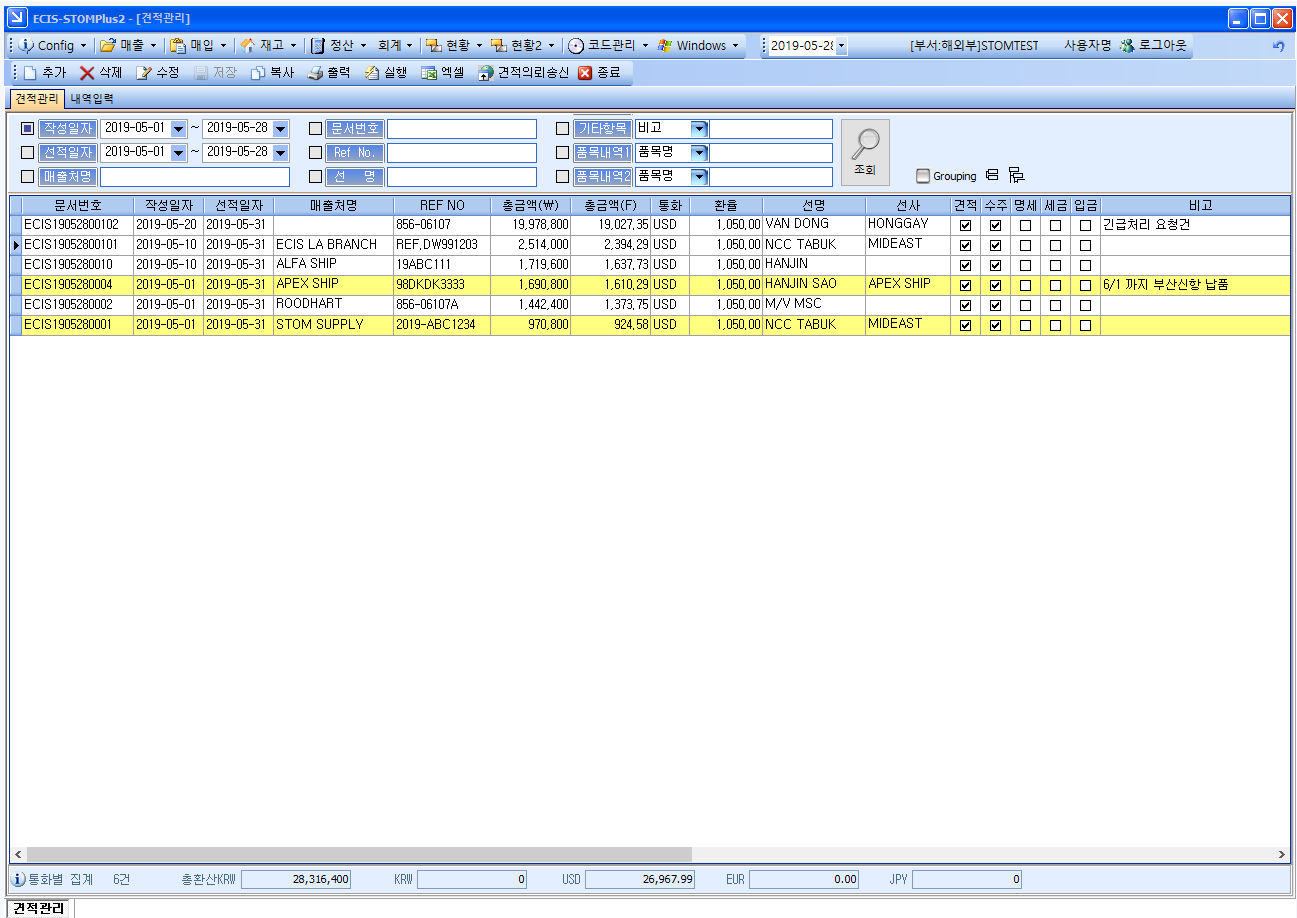 ECIS-STOMPlus2 - [견적관리]
Config 매출 매입 재고 정산 회계 현황 현황2 코드관리 Windows 2019-05-28 [부서:해외부]STOMTEST 사용자명 로그아웃
추가 삭제 수정 저장 복사 출력 실행 엑셀 견적의뢰송신 종료
견적관리 내역입력
작성일자 2019-05-01 ~ 2019-05-28 문서번호 기타항목 비고
선적일자 2019-05-01 ~ 2019-05-28 Ref No. 품목내역1 품목명
매출처명 선 명 품목내역2 품목명
조회 Grouping
문서번호 작성일자 선적일자 매출처명 REF NO 총금액(₩) 총금액(F) 통화 환율 선명 선사 견적 수주 명세 세금 입금 비고
ECIS1905280102 2019-05-20 2019-05-31 856-06107 19,978,800 19,027,35 USD 1,050,00 VAN DONG HONGGAY 긴급처리 요청건
ECIS1905280101 2019-05-10 2019-05-31 ECIS LA BRANCH REF,DW991203 2,514,000 2,394,29 USD 1,050,00 NCC TABUK MIDEAST
ECIS1905280010 2019-05-10 2019-05-31 ALFA SHIP 19ABC111 1,719,600 1,637,73 USD 1,050,00 HANJIN
ECIS1905280004 2019-05-01 2019-05-31 APEX SHIP 98DKDK3333 1,690,800 1,610,29 USD 1,050,00 HANJIN SAO APEX SHIP 6/1 까지 부산신항 납품
ECIS1905280002 2019-05-01 2019-05-31 ROODHART 856-06107A 1,442,400 1,373,75 USD 1,050,00 M/V MSC
ECIS1905280001 2019-05-01 2019-05-31 STOM SUPPLY 2019-ABC1234 970,800 924,58 USD 1,050,00 NCC TABUK MIDEAST
통화별 집계 6건 총환산KRW 28,316,400 KRW 0 USD 26,967.99 EUR 0.00 JPY 0
견적관리